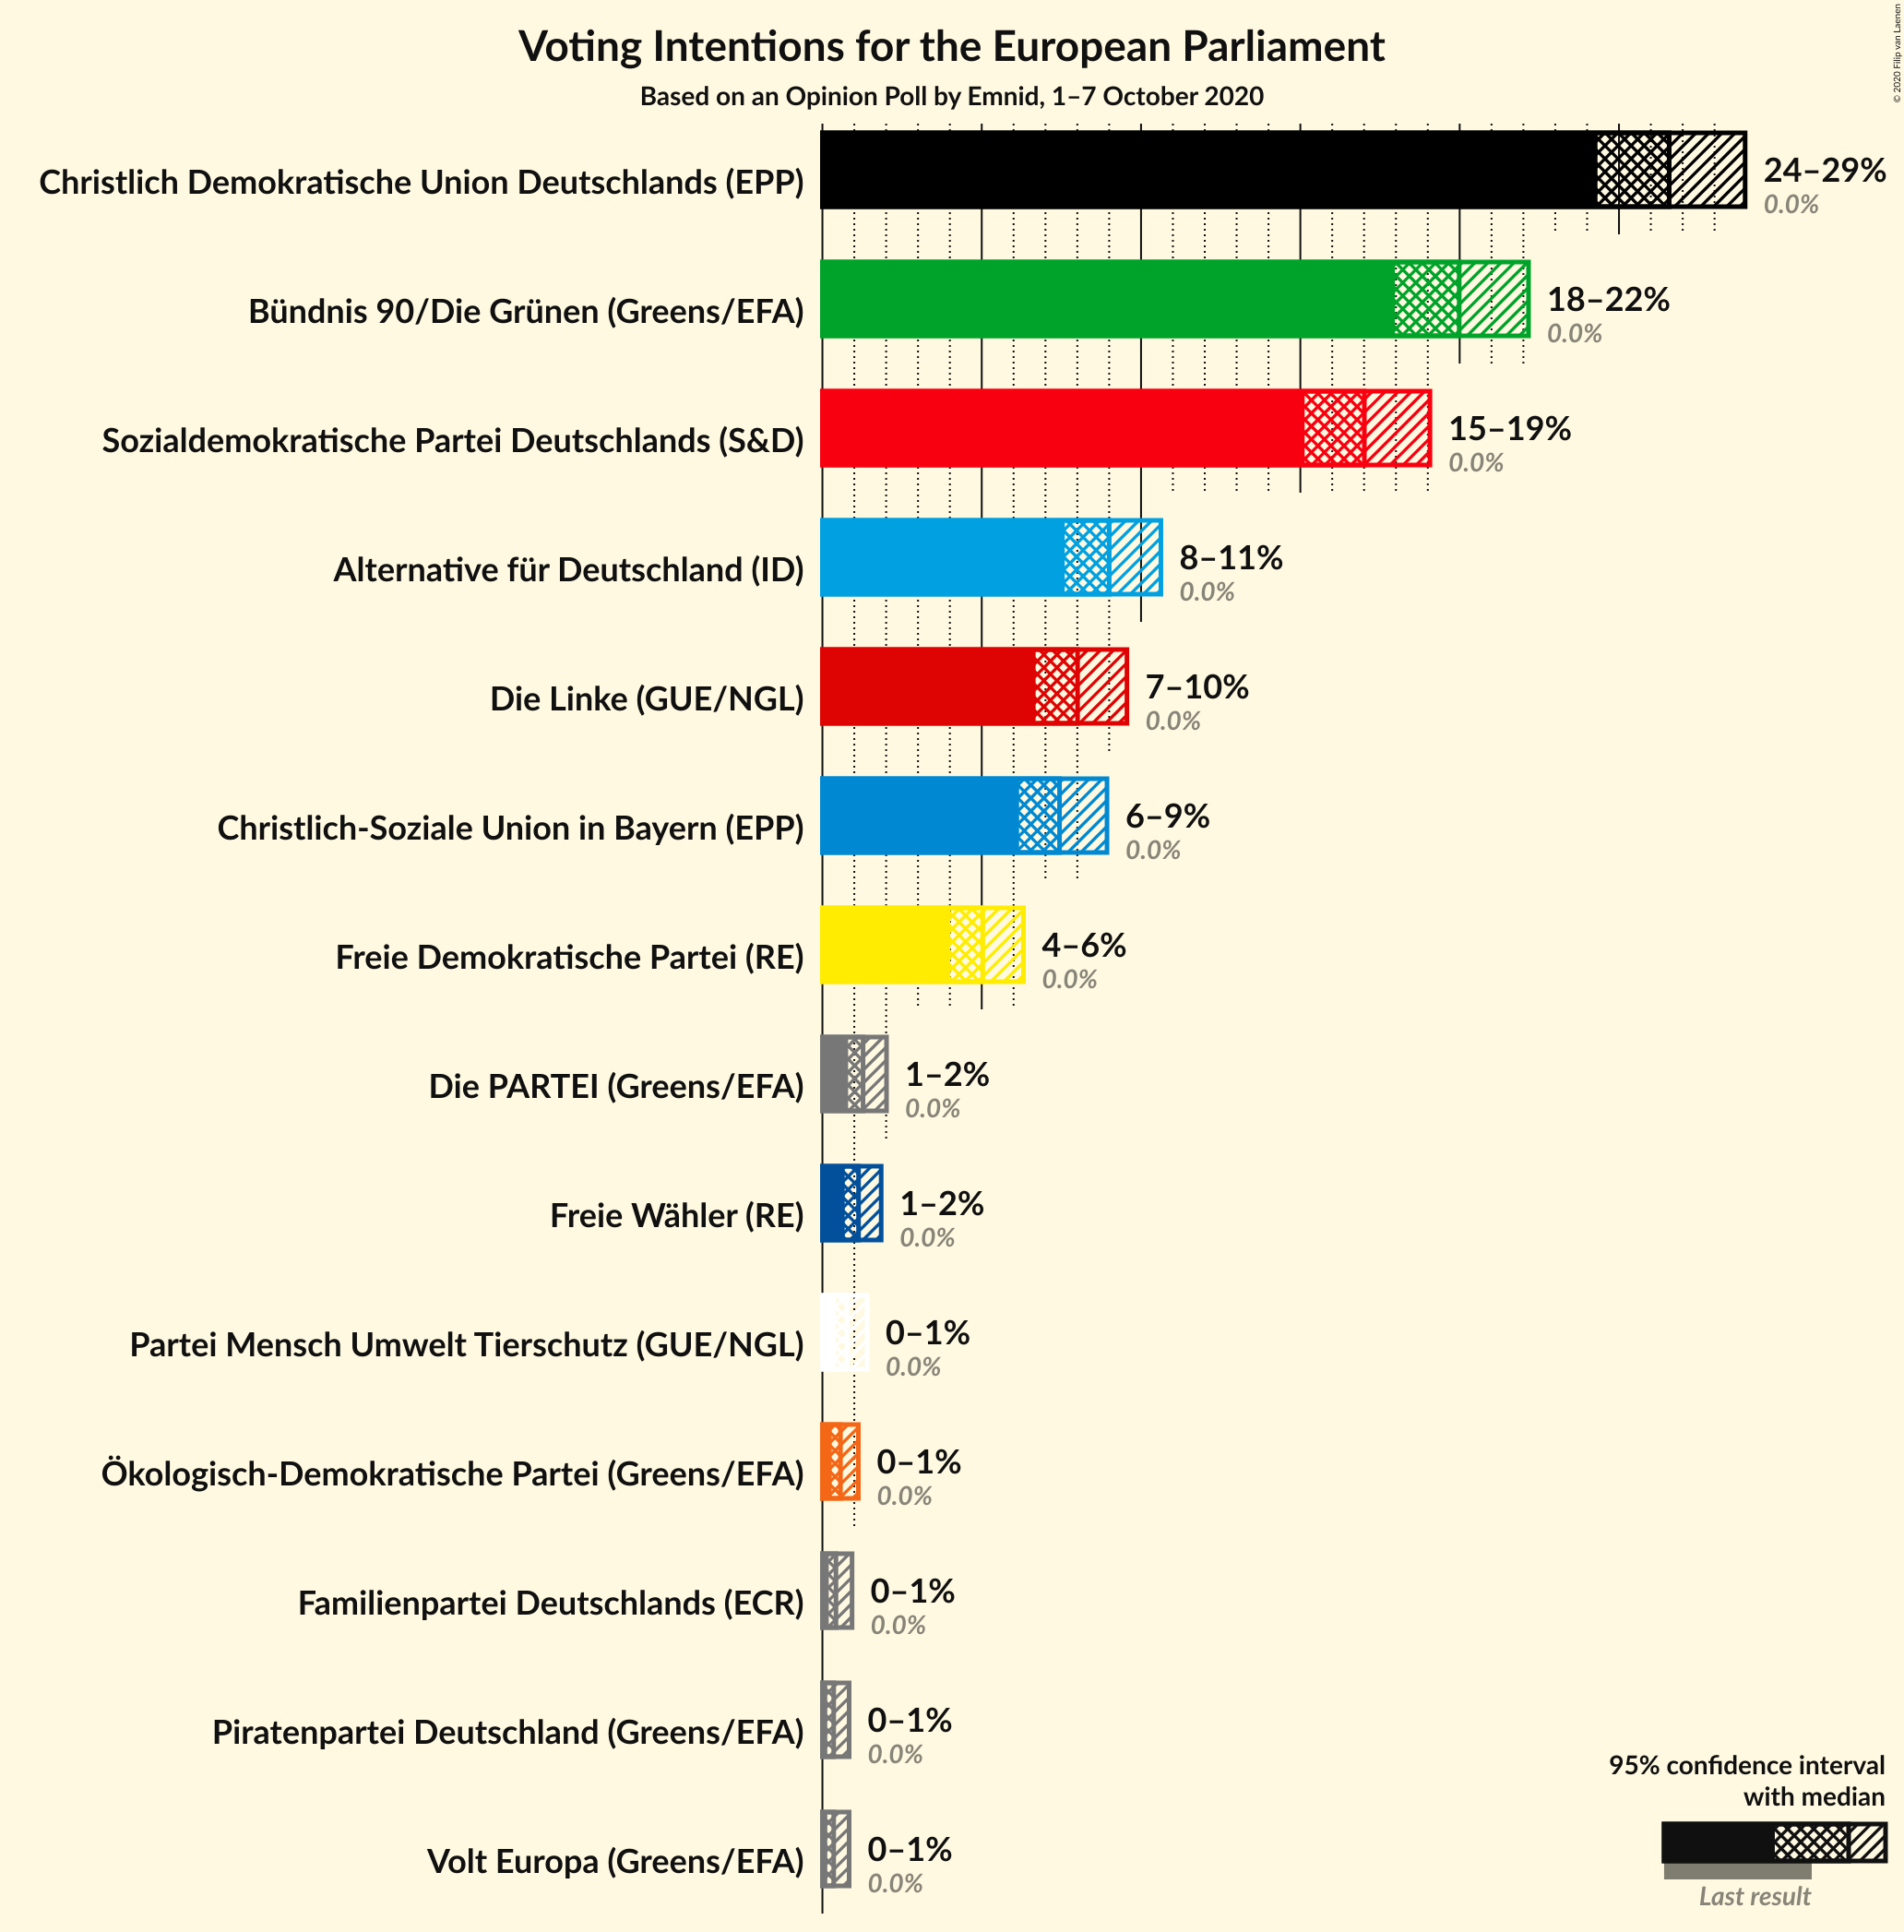 Voting Intentions for the European Parliament
Based on an Opinion Poll by Emnid, 1–7 October 2020
© 2020 Filip van Laenen
Christlich Demokratische Union Deutschlands (EPP)
24–29%
0.0%
Bündnis 90/Die Grünen (Greens/EFA)
18–22%
0.0%
Sozialdemokratische Partei Deutschlands (S&D)
15–19%
0.0%
Alternative für Deutschland (ID)
8–11%
0.0%
Die Linke (GUE/NGL)
7–10%
0.0%
Christlich-Soziale Union in Bayern (EPP)
6–9%
0.0%
Freie Demokratische Partei (RE)
4–6%
0.0%
Die PARTEI (Greens/EFA)
1–2%
0.0%
Freie Wähler (RE)
1–2%
0.0%
Partei Mensch Umwelt Tierschutz (GUE/NGL)
0–1%
0.0%
Ökologisch-Demokratische Partei (Greens/EFA)
0–1%
0.0%
Familienpartei Deutschlands (ECR)
0–1%
0.0%
Piratenpartei Deutschland (Greens/EFA)
0–1%
0.0%
Volt Europa (Greens/EFA)
0–1%
0.0%
95% confidence interval
with median
Last result